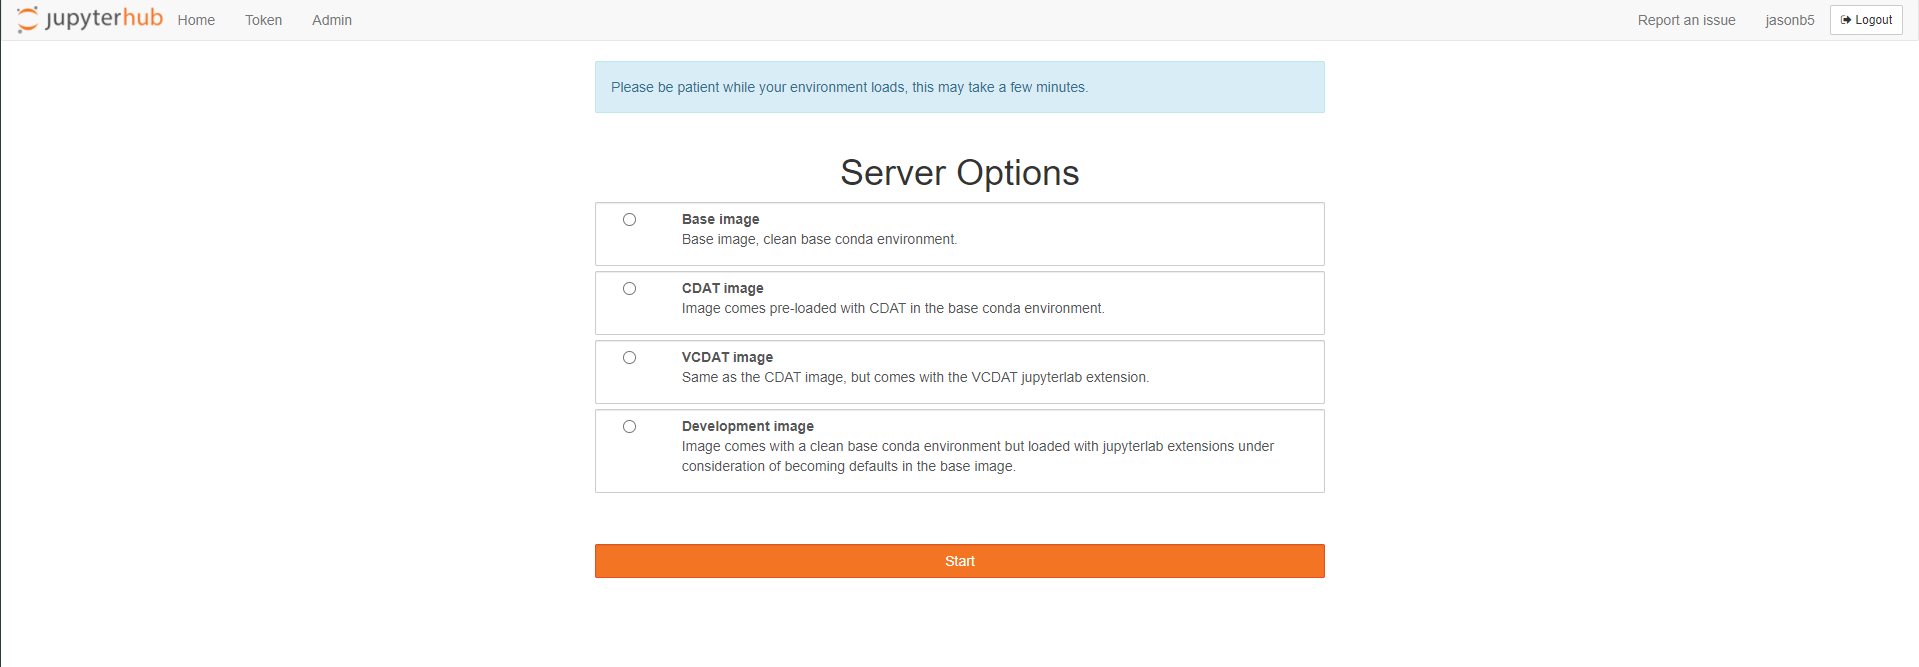 jupyterhub Home Token Admin Report an issue jasonb5 Logout
Please be patient while your environment loads, this may take a few minutes.
Server Options
Base image
Base image, clean base conda environment.
CDAT image
Image comes pre-loaded with CDAT in the base conda environment.
VCDAT image
Same as the CDAT image, but comes with the VCDAT jupyterlab extension.
Development image
Image comes with a clean base conda environment but loaded with jupyterlab extensions under
consideration of becoming defaults in the base image.
Start